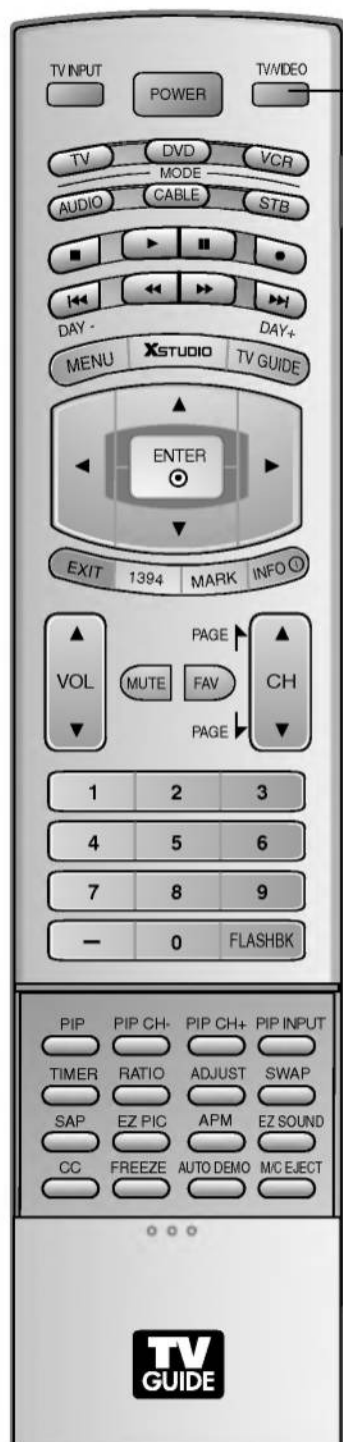 TV INPUT POWER TV/VIDEO
TV DVD VCR
MODE
AUDIO CABLE STB
DAY - DAY+
MENU XSTUDIO TV GUIDE
ENTER
EXIT 1394 MARK INFO
PAGE
VOL MUTE FAV CH
PAGE
1 2 3
4 5 6
7 8 9
— 0 FLASHBK
PIP PIP CH- PIP CH+ PIP INPUT
TIMER RATIO ADJUST SWAP
SAP EZ PIC APM EZ SOUND
CC FREEZE AUTO DEMO M/C EJECT
TV
GUIDE